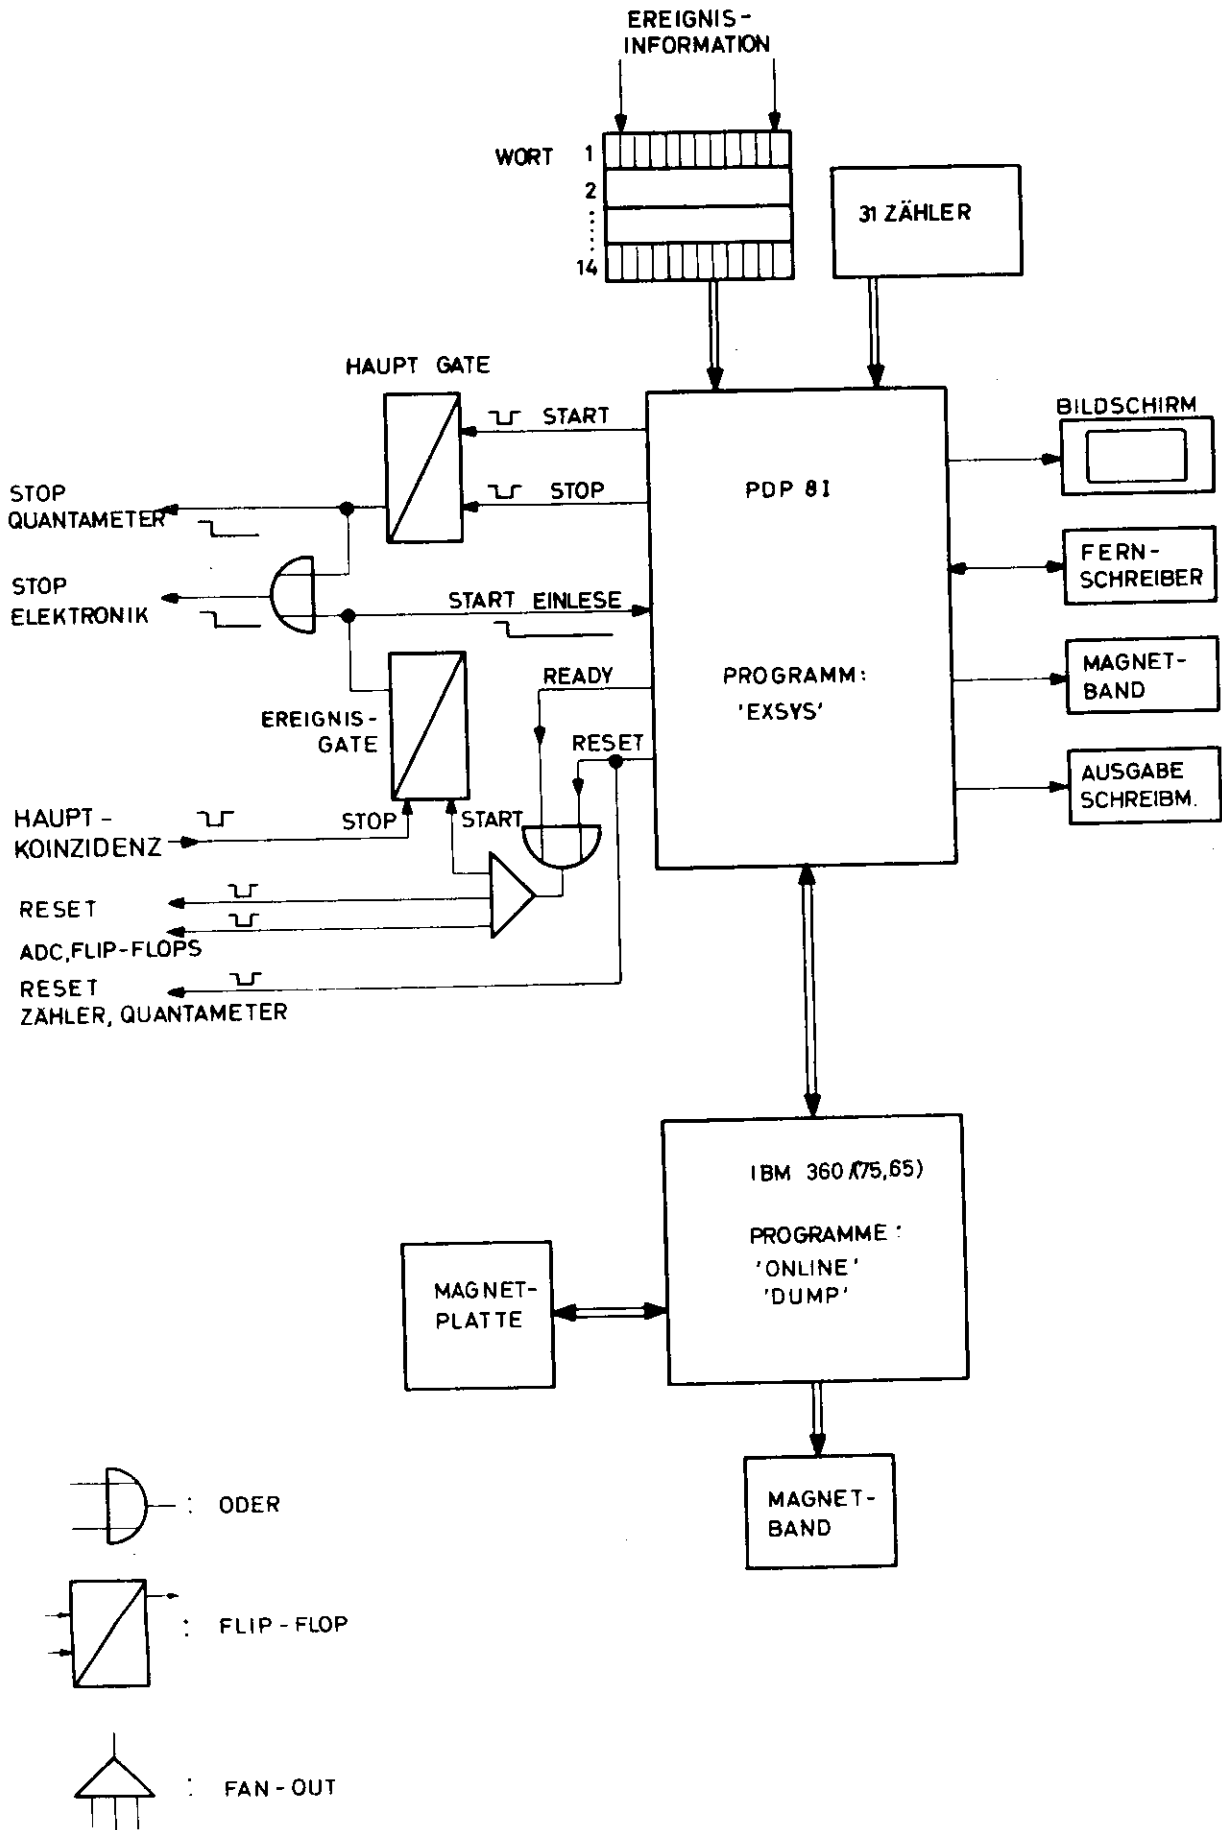 EREIGNIS-
INFORMATION
WORT 1
2
14
31 ZÄHLER
HAUPT GATE
START
STOP
PDP 8I
BILDSCHIRM
STOP
QUANTAMETER
FERN-
SCHREIBER
STOP
ELEKTRONIK
START EINLESE
READY
PROGRAMM:
'EXSYS'
MAGNET-
BAND
EREIGNIS-
GATE
RESET
AUSGABE
SCHREIBM.
HAUPT-
KOINZIDENZ
STOP
START
RESET
ADC, FLIP-FLOPS
RESET
ZÄHLER, QUANTAMETER
IBM 360/(75,65)
PROGRAMME:
'ONLINE'
'DUMP'
MAGNET-
PLATTE
MAGNET-
BAND
: ODER
: FLIP-FLOP
: FAN-OUT